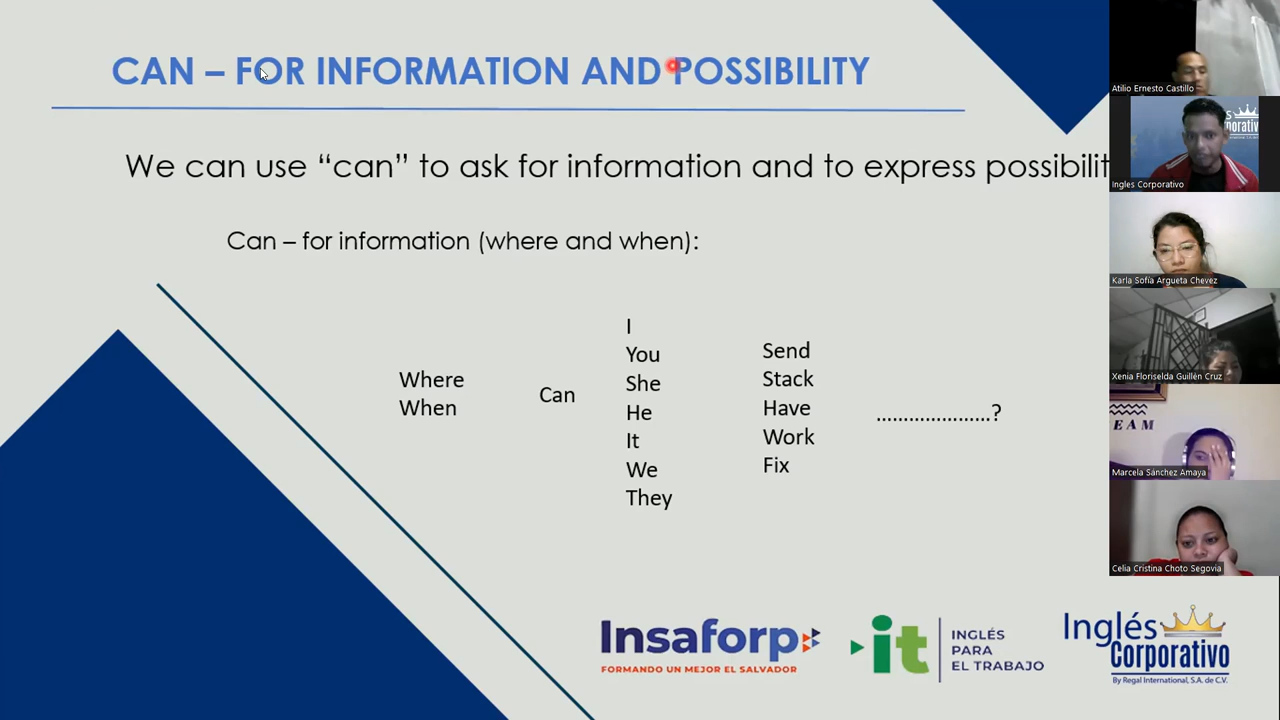 CAN – FOR INFORMATION AND POSSIBILITY
We can use “can” to ask for information and to express possibilit
Can – for information (where and when):
Where
When
Can
I
You
She
He
It
We
They
Send
Stack
Have
Work
Fix
.....................?
Insaforp
FORMANDO UN MEJOR EL SALVADOR
it
INGLÉS
PARA
EL TRABAJO
Inglés
Corporativo
By Regal International, S.A. de C.V.
Atilio Ernesto Castillo
Ingles Corporativo
Karla Sofía Argueta Chevez
Xenia Floriselda Guillén Cruz
EAM
Marcela Sánchez Amaya
Celia Cristina Choto Segovia